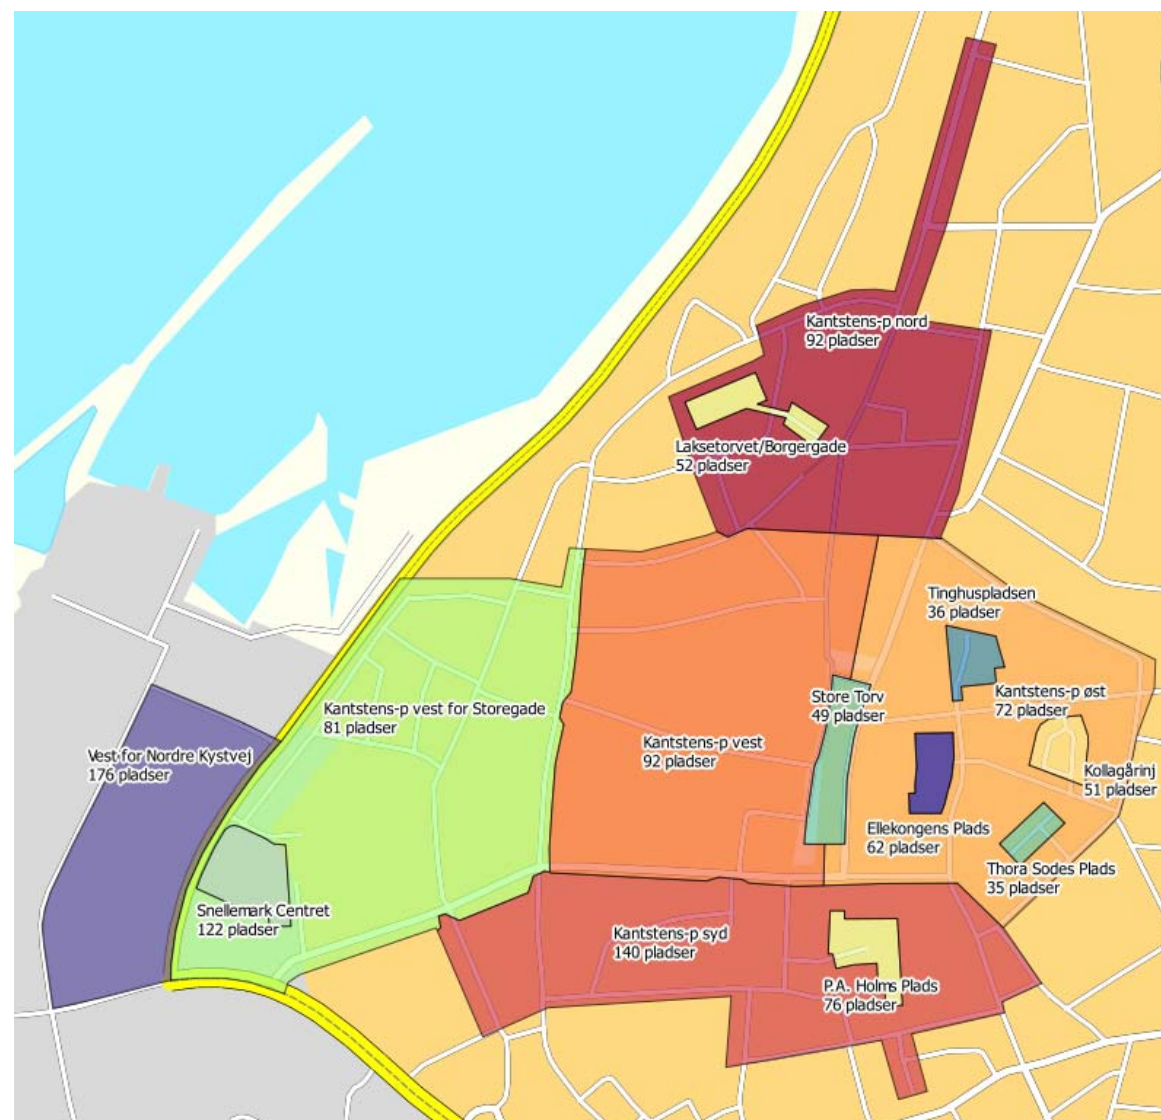 Kantstens-p nord
92 pladser
Laksetorvet/Borgergade
52 pladser
Tinghuspladsen
36 pladser
Kantstens-p øst
72 pladser
Store Torv
49 pladser
Kantstens-p vest for Storegade
81 pladser
Kantstens-p vest
92 pladser
Vest for Nordre Kystvej
176 pladser
Kollagårinj
51 pladser
Ellekongens Plads
62 pladser
Thora Sodes Plads
35 pladser
Snellemark Centret
122 pladser
Kantstens-p syd
140 pladser
P.A. Holms Plads
76 pladser